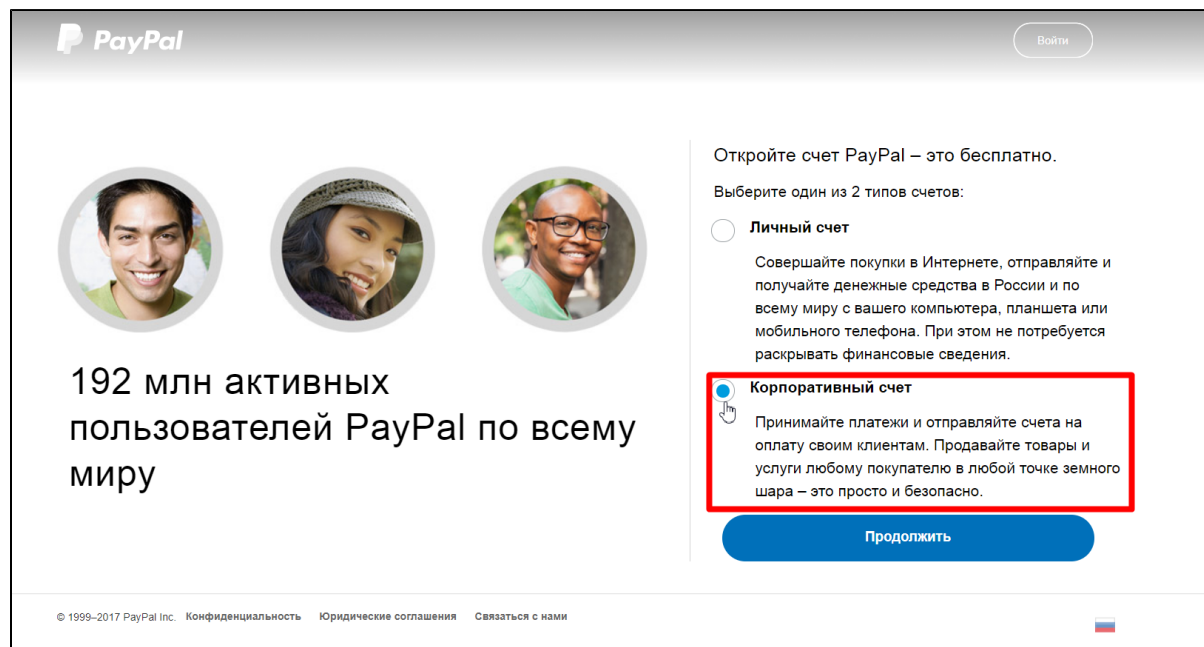 PayPal
Войти
192 млн активных
пользователей PayPal по всему
миру
Откройте счет PayPal – это бесплатно.
Выберите один из 2 типов счетов:
Личный счет
Совершайте покупки в Интернете, отправляйте и
получайте денежные средства в России и по
всему миру с вашего компьютера, планшета или
мобильного телефона. При этом не потребуется
раскрывать финансовые сведения.
Корпоративный счет
Принимайте платежи и отправляйте счета на
оплату своим клиентам. Продавайте товары и
услуги любому покупателю в любой точке земного
шара – это просто и безопасно.
Продолжить
© 1999–2017 PayPal Inc. Конфиденциальность Юридические соглашения Связаться с нами